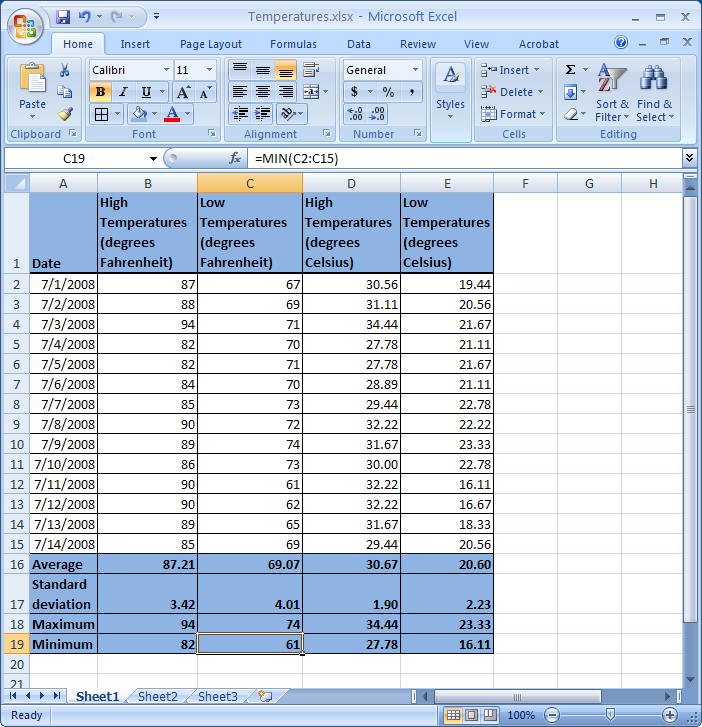 Temperatures.xlsx - Microsoft Excel
Home Insert Page Layout Formulas Data Review View Acrobat
Calibri 11 General
Paste B I U A A $ % , Styles Insert Delete Format Σ Sort & Filter Find & Select
Clipboard Font Alignment Number Cells Editing
C19 fx =MIN(C2:C15)
A B C D E F G H
1 Date High Temperatures (degrees Fahrenheit) Low Temperatures (degrees Fahrenheit) High Temperatures (degrees Celsius) Low Temperatures (degrees Celsius)
2 7/1/2008 87 67 30.56 19.44
3 7/2/2008 88 69 31.11 20.56
4 7/3/2008 94 71 34.44 21.67
5 7/4/2008 82 70 27.78 21.11
6 7/5/2008 82 71 27.78 21.67
7 7/6/2008 84 70 28.89 21.11
8 7/7/2008 85 73 29.44 22.78
9 7/8/2008 90 72 32.22 22.22
10 7/9/2008 89 74 31.67 23.33
11 7/10/2008 86 73 30.00 22.78
12 7/11/2008 90 61 32.22 16.11
13 7/12/2008 90 62 32.22 16.67
14 7/13/2008 89 65 31.67 18.33
15 7/14/2008 85 69 29.44 20.56
16 Average 87.21 69.07 30.67 20.60
17 Standard deviation 3.42 4.01 1.90 2.23
18 Maximum 94 74 34.44 23.33
19 Minimum 82 61 27.78 16.11
20
21
Sheet1 Sheet2 Sheet3
Ready 100%